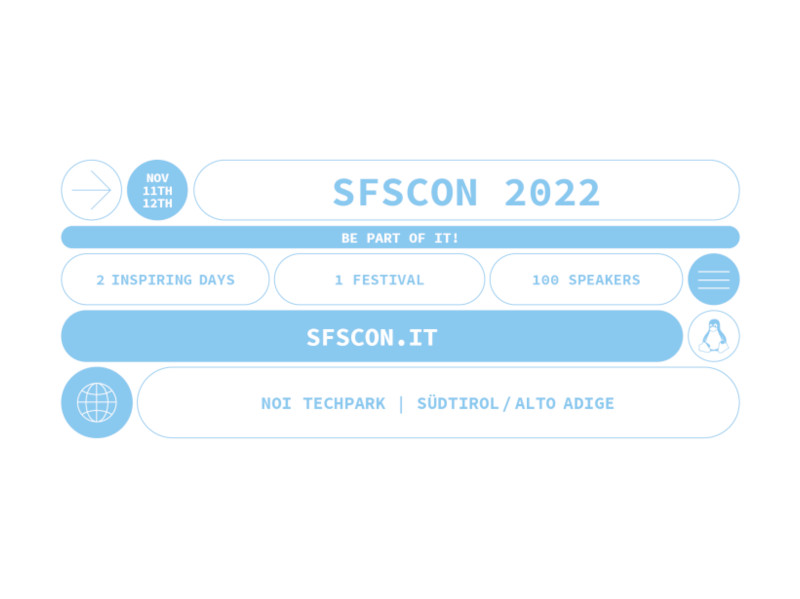 NOV
11TH
12TH
SFSCON 2022
BE PART OF IT!
2 INSPIRING DAYS
1 FESTIVAL
100 SPEAKERS
SFSCON.IT
NOI TECHPARK | SÜDTIROL/ALTO ADIGE